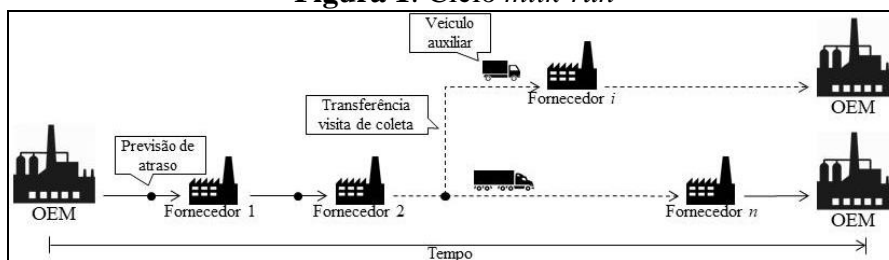 Figura 1. Ciclo milk-run
Veiculo
auxiliar
Fornecedor i
OEM
Transferência
visita de coleta
Previsão de
atraso
OEM
Fornecedor 1
Fornecedor 2
Fornecedor n
OEM
Tempo